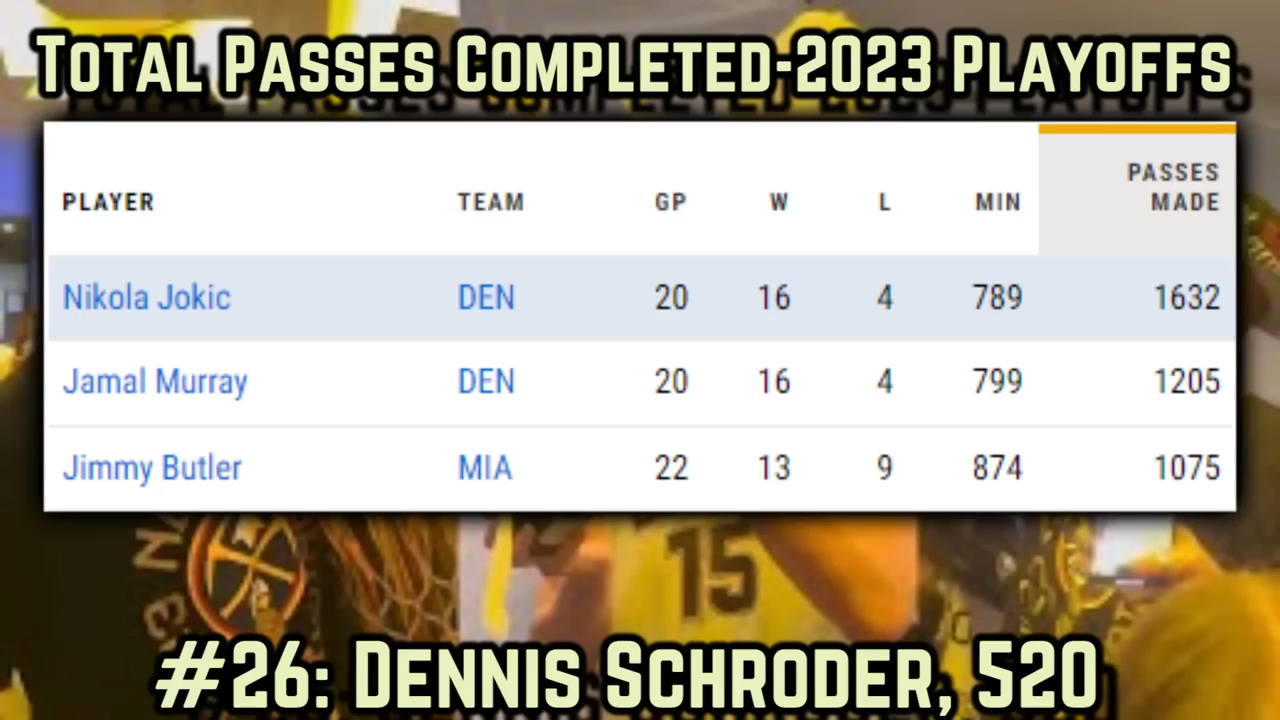 Total Passes Completed-2023 Playoffs
PLAYER TEAM GP W L MIN PASSES MADE
Nikola Jokic DEN 20 16 4 789 1632
Jamal Murray DEN 20 16 4 799 1205
Jimmy Butler MIA 22 13 9 874 1075
15
#26: Dennis Schroder, 520